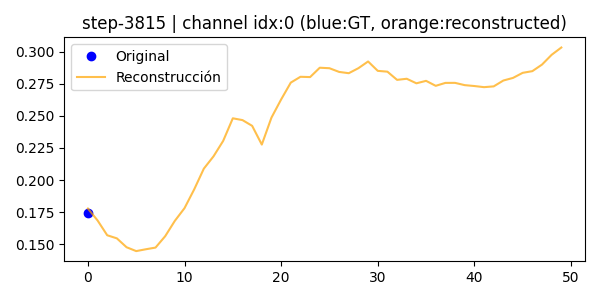 step-3815 | channel idx:0 (blue:GT, orange:reconstructed)
Original
Reconstrucción
0.300
0.275
0.250
0.225
0.200
0.175
0.150
0 10 20 30 40 50